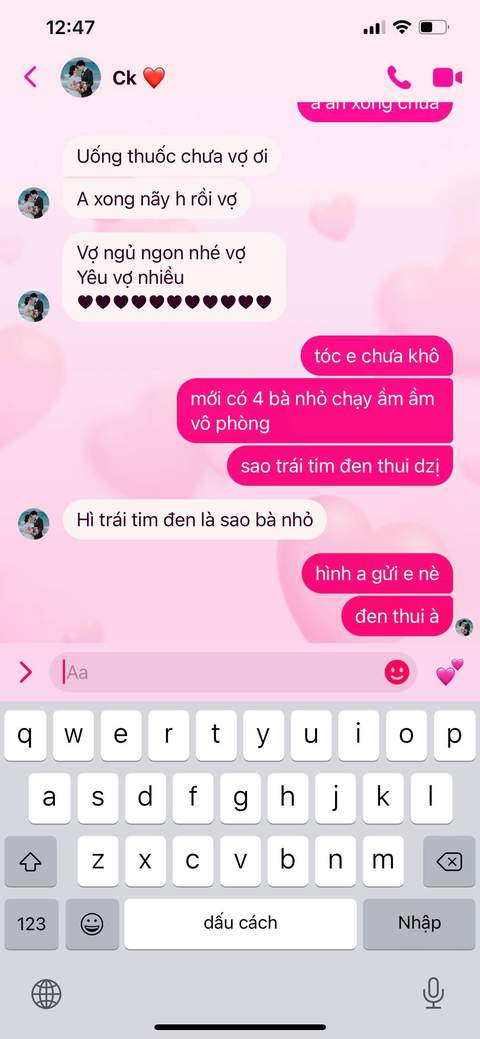 12:47
Ck ❤️
a ăn xong chưa
Uống thuốc chưa vợ ơi
A xong nãy h rồi vợ
Vợ ngủ ngon nhé vợ
Yêu vợ nhiều
🖤🖤🖤🖤🖤🖤🖤🖤🖤🖤🖤
tóc e chưa khô
mới có 4 bà nhỏ chạy ầm ầm
vô phòng
sao trái tim đen thui dzị
Hì trái tim đen là sao bà nhỏ
hình a gửi e nè
đen thui à
Aa
q w e r t y u i o p
a s d f g h j k l
z x c v b n m
123 dấu cách Nhập